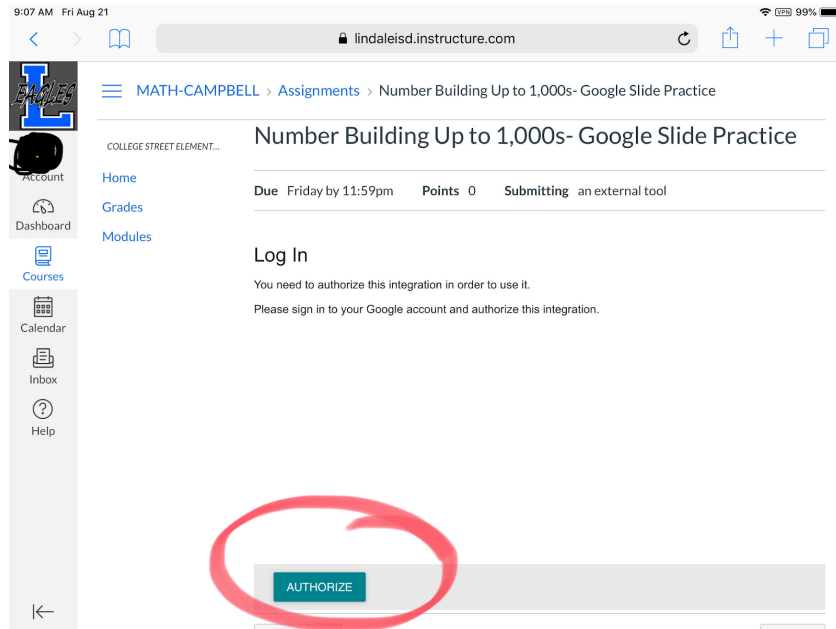 9:07 AM Fri Aug 21
VPN 99%
lindaleisd.instructure.com
L
EAGLES
MATH-CAMPBELL > Assignments > Number Building Up to 1,000s- Google Slide Practice
COLLEGE STREET ELEMENT...
Number Building Up to 1,000s- Google Slide Practice
Account
Home
Due Friday by 11:59pm Points 0 Submitting an external tool
Grades
Dashboard
Modules
Courses
Log In
You need to authorize this integration in order to use it.
Please sign in to your Google account and authorize this integration.
Calendar
Inbox
Help
AUTHORIZE